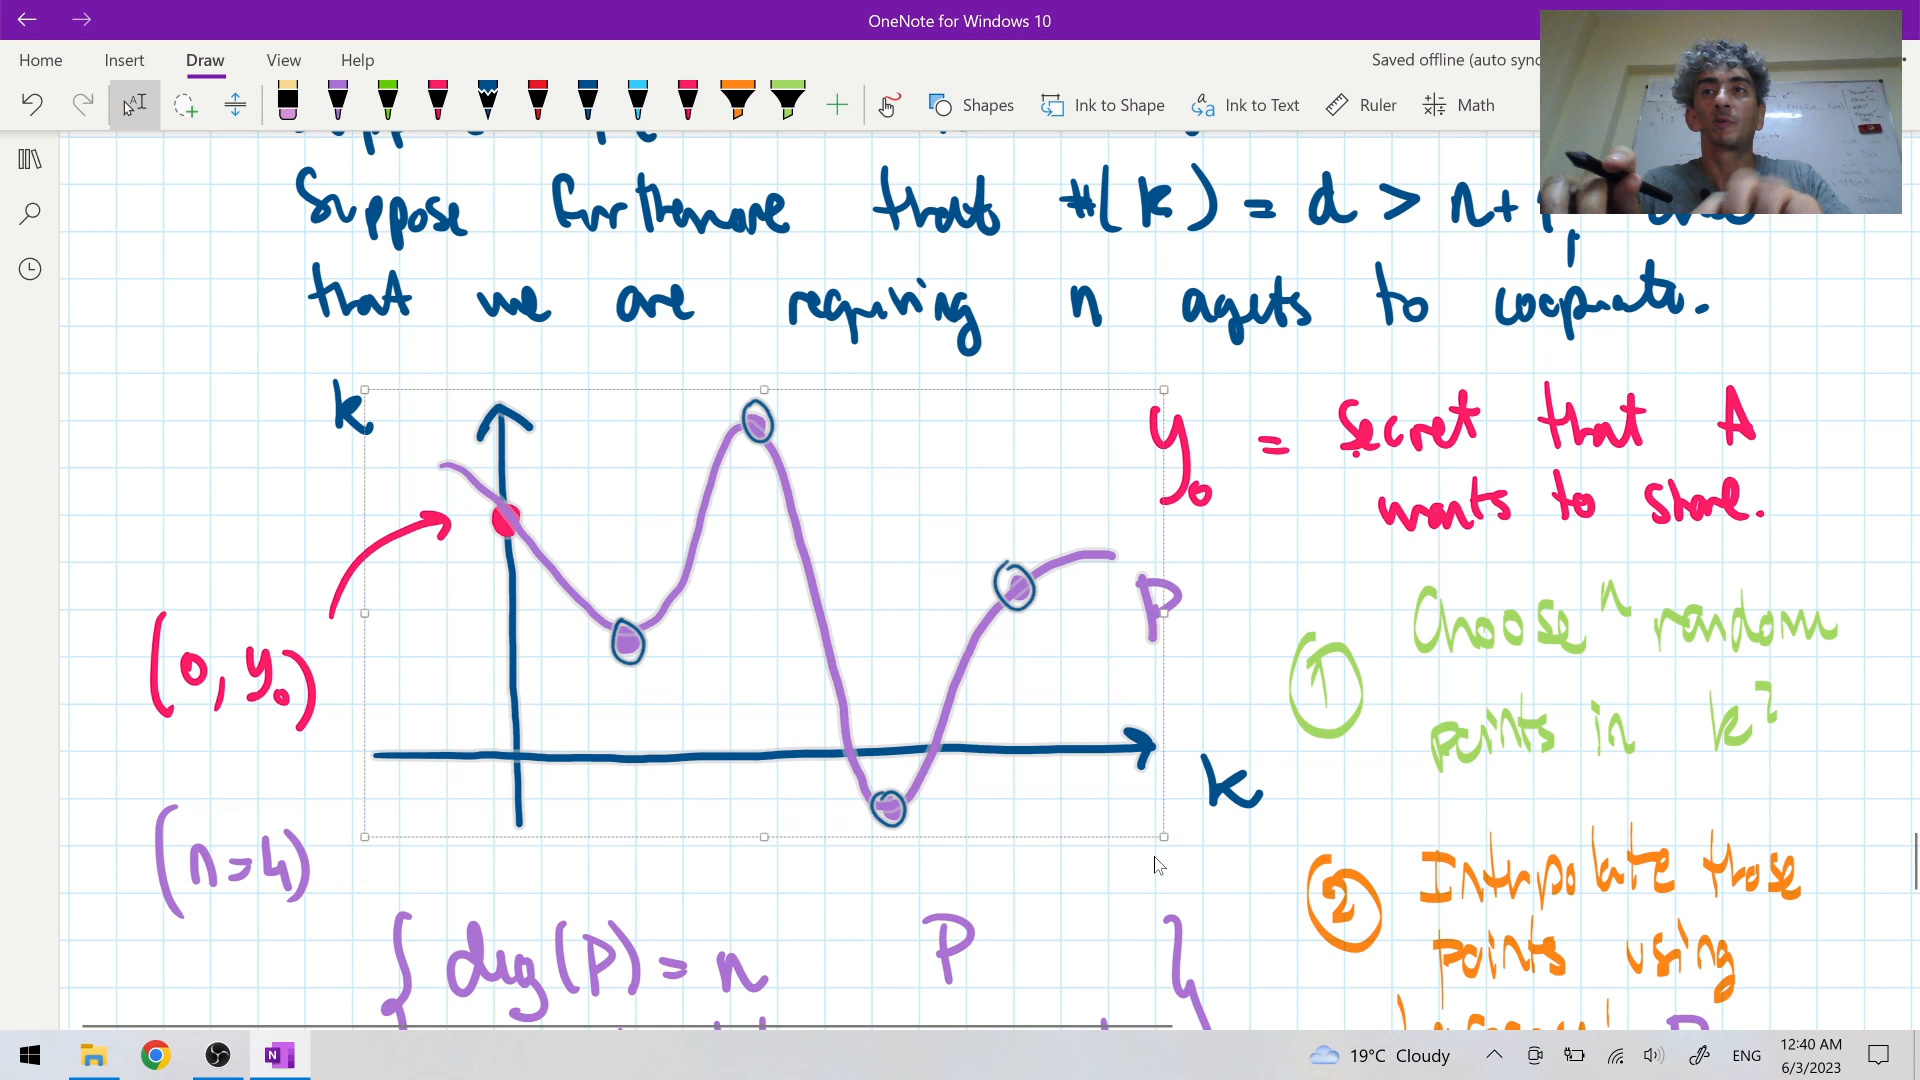 OneNote for Windows 10
Home Insert Draw View Help
Saved offline (auto sync
Shapes Ink to Shape Ink to Text Ruler Math
Suppose furthermore that #(k) = d > n+1,
that we are requiring n agents to cooperate.
k
y₀ = Secret that A
wants to share.
P
(0, y₀)
① Choose n random
points in k²
k
(n=4)
② Interpolate those
points using
{ deg(P) = n
P
19°C Cloudy
ENG
12:40 AM
6/3/2023